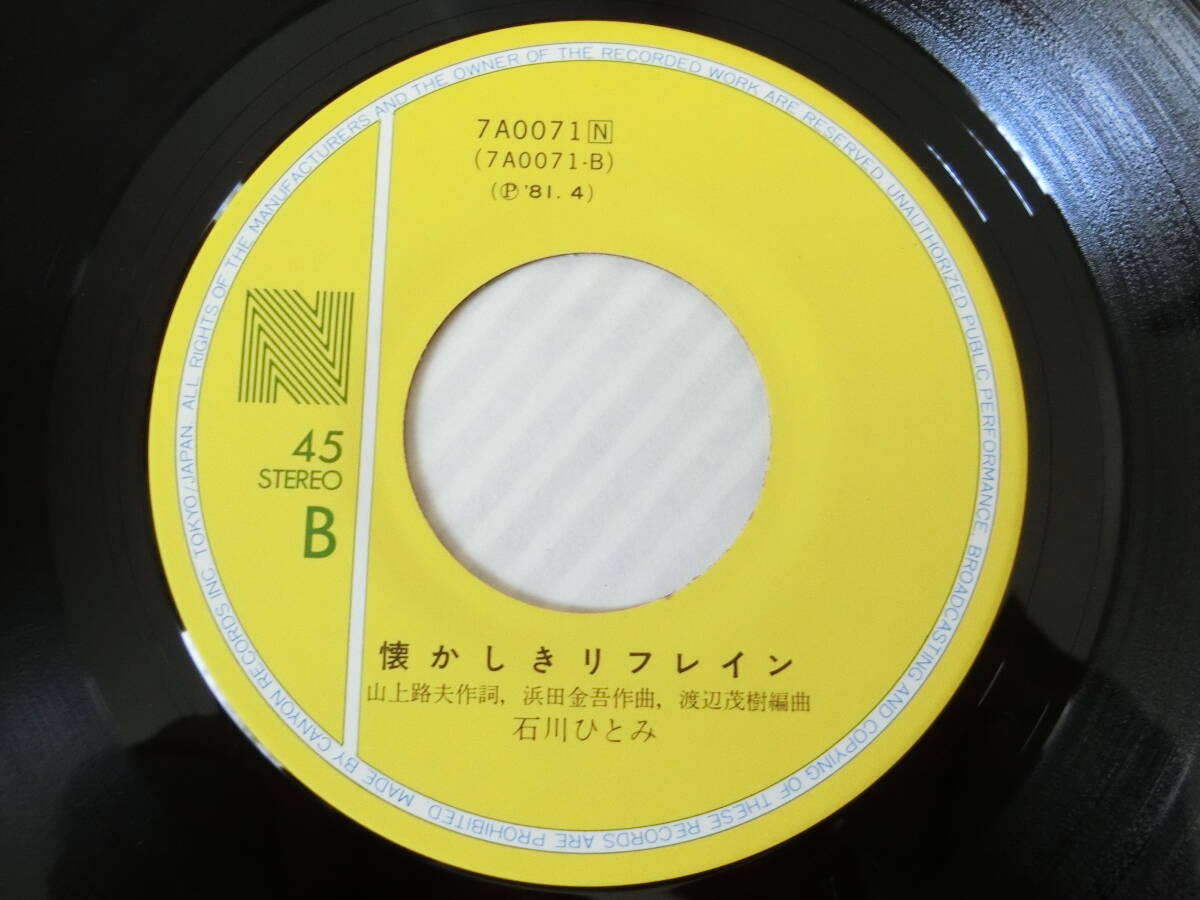 7A0071 N
(7A0071-B)
(Ⓟ'81. 4)
N
45
STEREO
B
懐かしきリフレイン
山上路夫作詞, 浜田金吾作曲, 渡辺茂樹編曲
石川ひとみ
MADE BY CANYON RECORDS INC. TOKYO/JAPAN. ALL RIGHTS OF THE MANUFACTURERS AND THE OWNER OF THE RECORDED WORK ARE RESERVED UNAUTHORIZED PUBLIC PERFORMANCE, BROADCASTING AND COPYING OF THESE RECORDS ARE PROHIBITED.